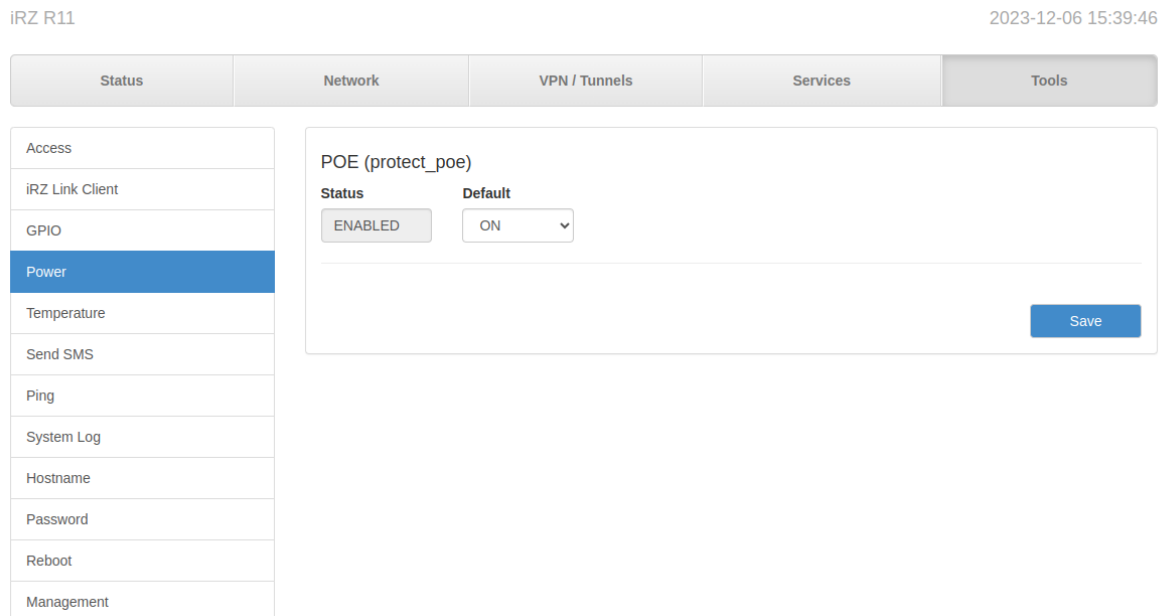 iRZ R11 2023-12-06 15:39:46
Status Network VPN / Tunnels Services Tools
Access
iRZ Link Client
GPIO
Power
Temperature
Send SMS
Ping
System Log
Hostname
Password
Reboot
Management
POE (protect_poe)
Status Default
ENABLED ON
Save